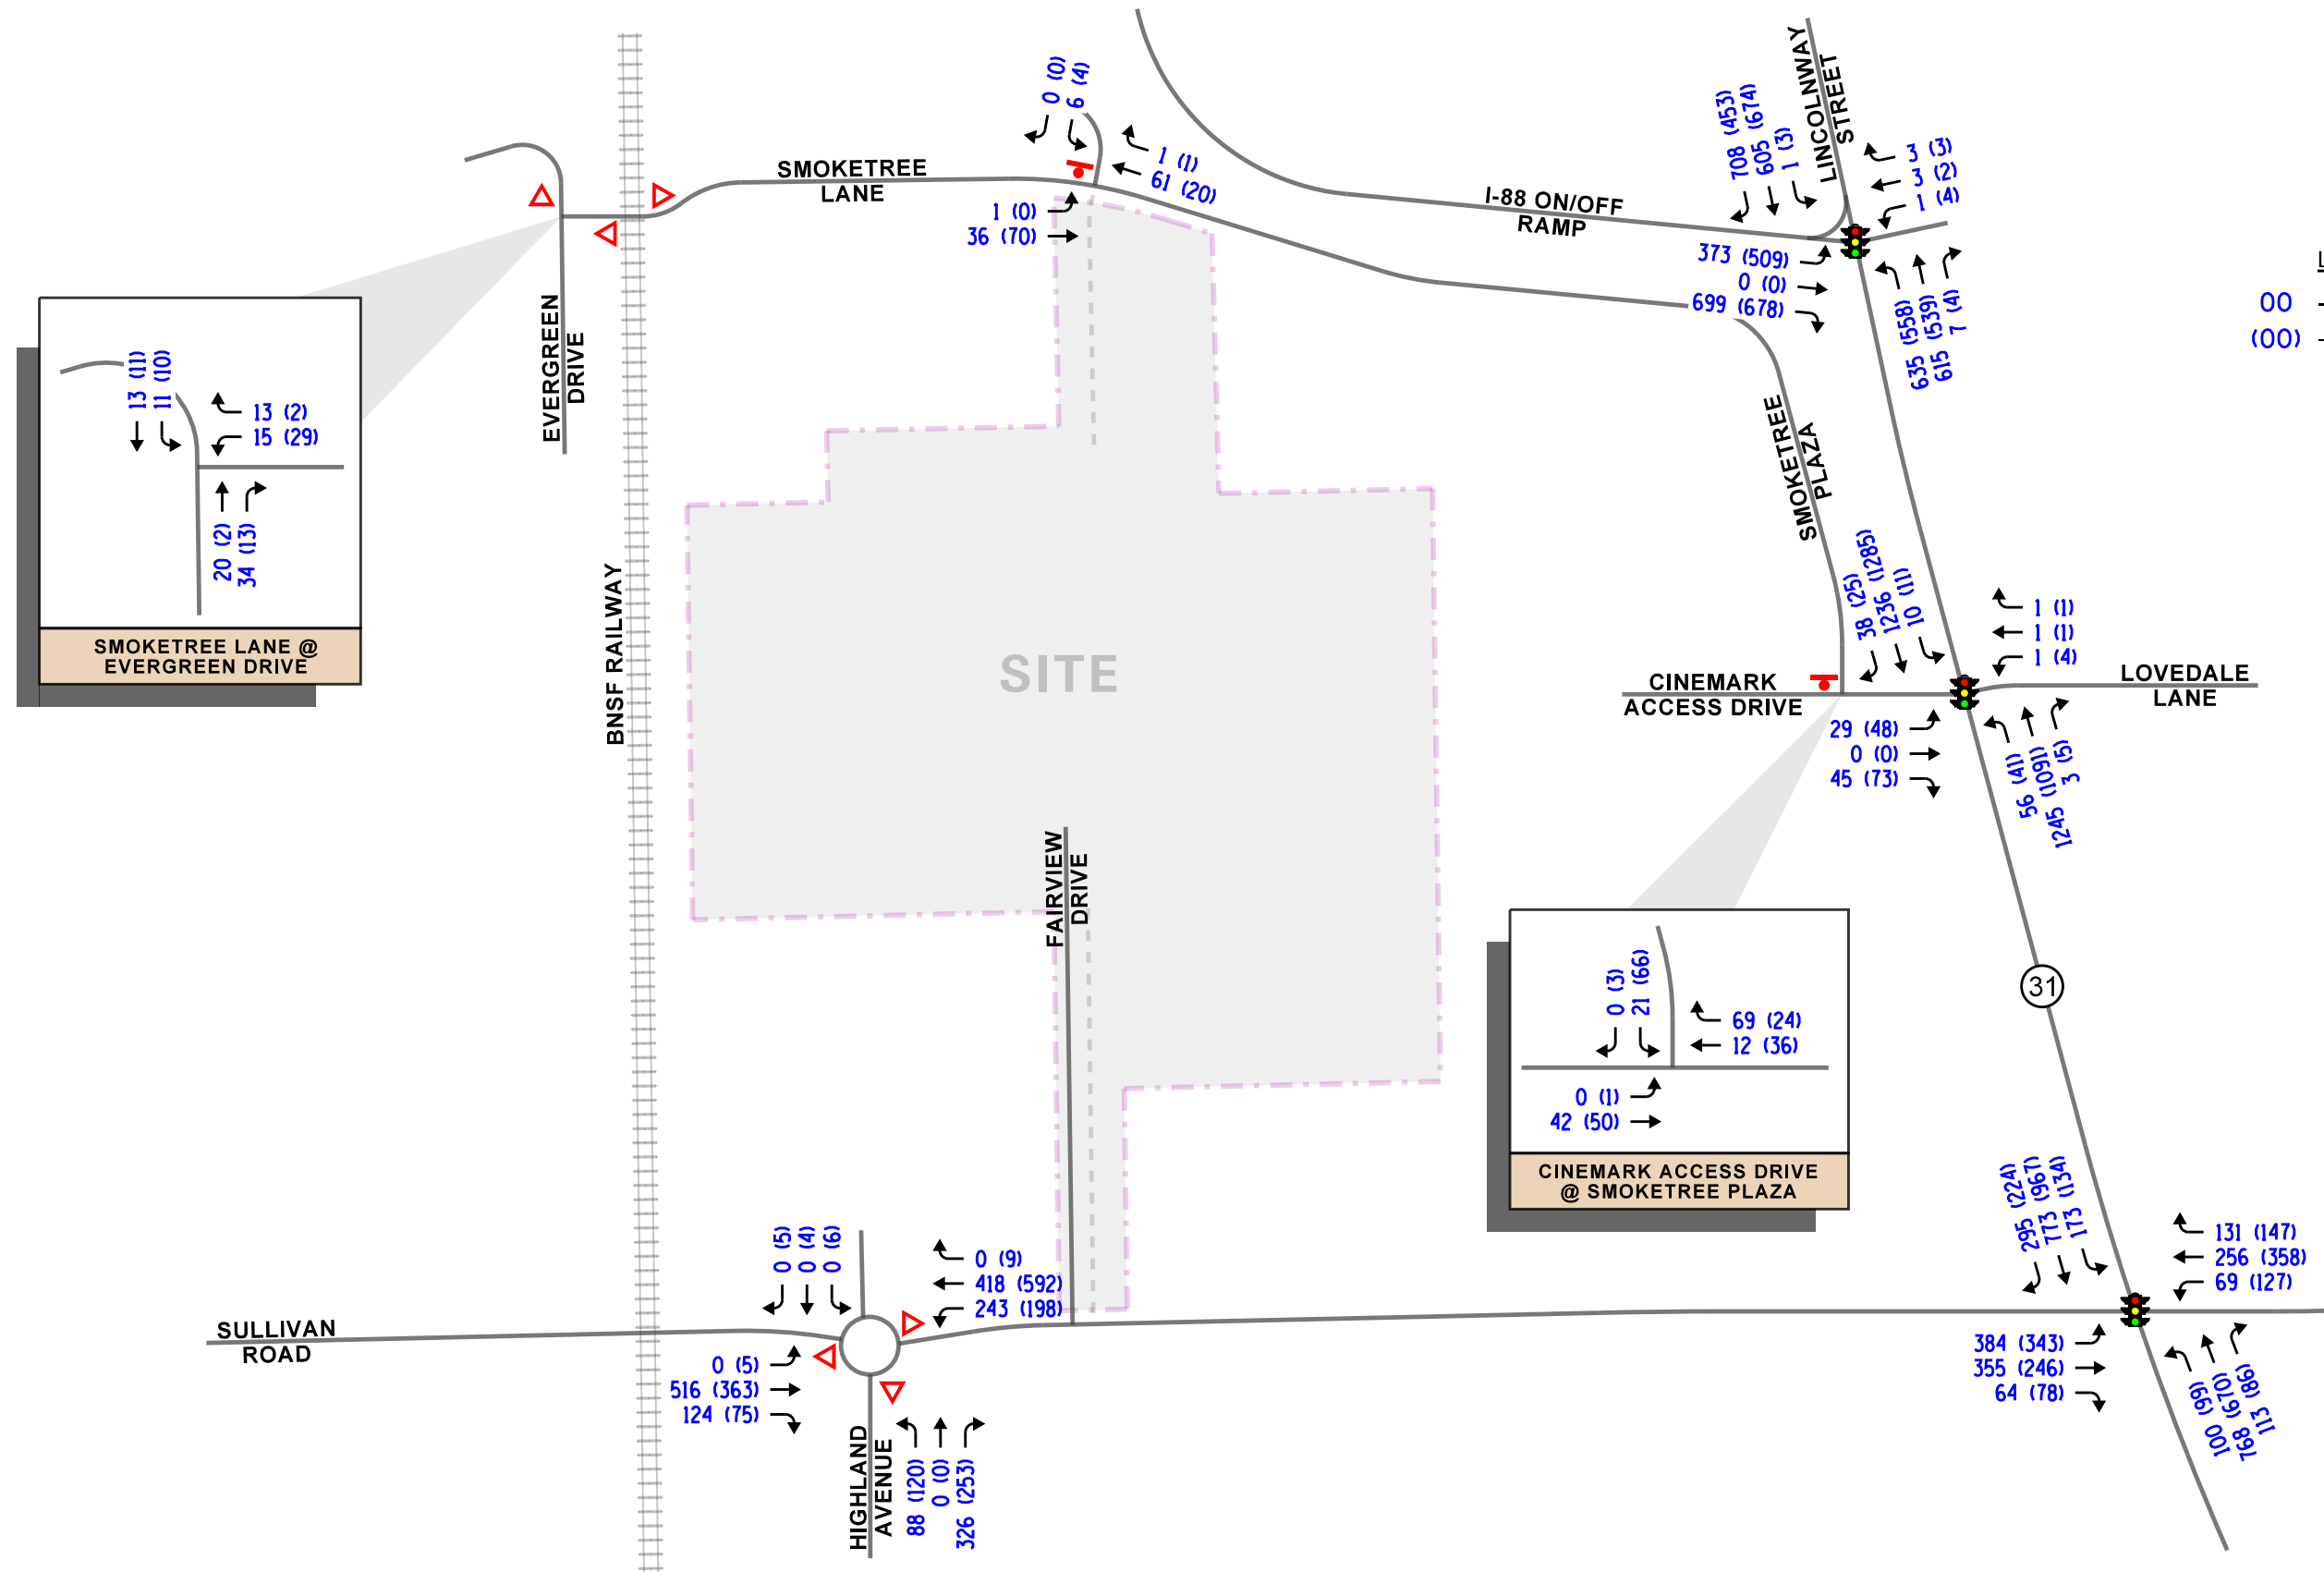 LINCOLNWAY
STREET
0 (0)
6 (4)
1 (1)
61 (20)
1 (0)
36 (70)
SMOKETREE
LANE
I-88 ON/OFF
RAMP
708 (453)
605 (674)
1 (3)
3 (3)
3 (2)
1 (4)
373 (509)
0 (0)
699 (678)
635 (558)
615 (539)
7 (4)
00
(00)
EVERGREEN
DRIVE
13 (11)
11 (10)
13 (2)
15 (29)
20 (2)
34 (13)
SMOKETREE LANE @
EVERGREEN DRIVE
BNSF RAILWAY
SITE
SMOKETREE
PLAZA
38 (25)
1236 (1285)
10 (11)
1 (1)
1 (1)
1 (4)
CINEMARK
ACCESS DRIVE
LOVEDALE
LANE
29 (48)
0 (0)
45 (73)
56 (41)
1245 (1091)
3 (5)
FAIRVIEW
DRIVE
31
0 (3)
21 (66)
69 (24)
12 (36)
0 (1)
42 (50)
CINEMARK ACCESS DRIVE
@ SMOKETREE PLAZA
0 (5)
0 (4)
0 (6)
0 (9)
418 (592)
243 (198)
SULLIVAN
ROAD
0 (5)
516 (363)
124 (75)
HIGHLAND
AVENUE
88 (120)
0 (0)
326 (253)
295 (224)
773 (967)
173 (134)
131 (147)
256 (358)
69 (127)
384 (343)
355 (246)
64 (78)
100 (99)
768 (670)
113 (86)